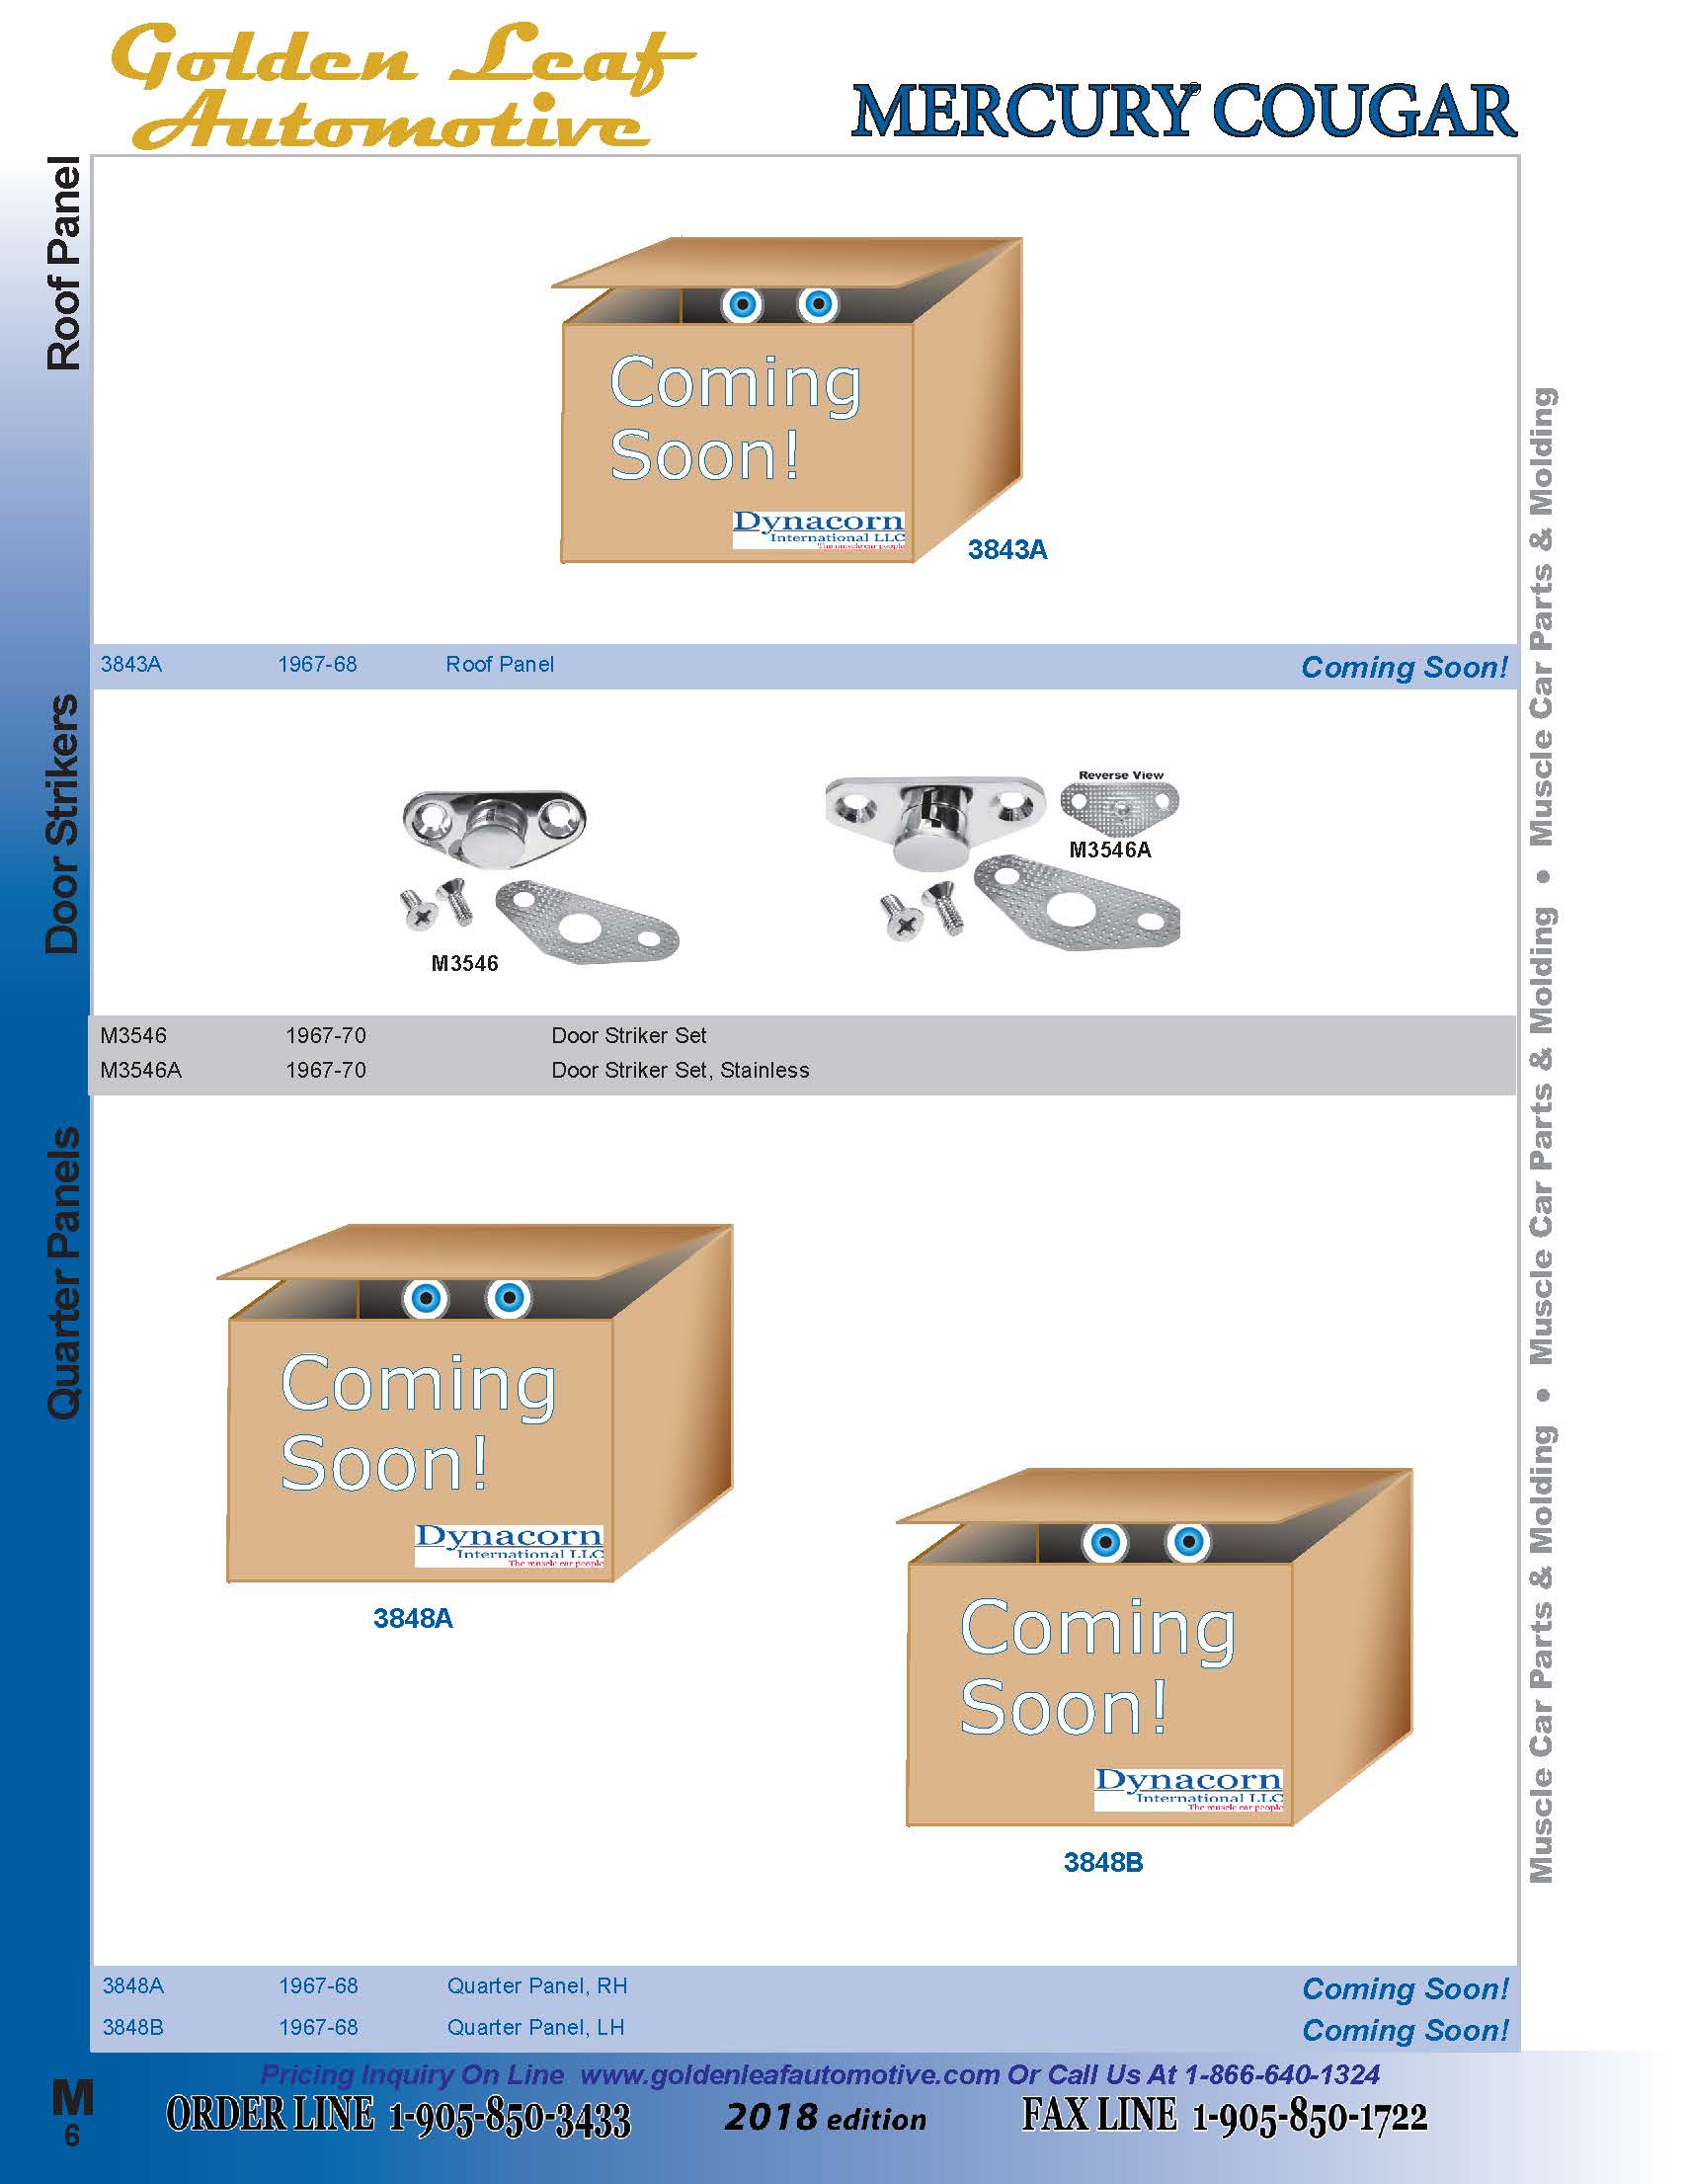 Golden Leaf
Automotive
MERCURY® COUGAR
Roof Panel
Coming
Soon!
Dynacorn
International LLC
The muscle car people
3843A
3843A 1967-68 Roof Panel Coming Soon!
Door Strikers
Reverse View
M3546A
M3546
M3546 1967-70 Door Striker Set
M3546A 1967-70 Door Striker Set, Stainless
Quarter Panels
Coming
Soon!
Dynacorn
International LLC
The muscle car people
3848A
Coming
Soon!
Dynacorn
International LLC
The muscle car people
3848B
3848A 1967-68 Quarter Panel, RH Coming Soon!
3848B 1967-68 Quarter Panel, LH Coming Soon!
Muscle Car Parts & Molding • Muscle Car Parts & Molding • Muscle Car Parts & Molding
Pricing Inquiry On Line www.goldenleafautomotive.com Or Call Us At 1-866-640-1324
M
6
ORDER LINE 1-905-850-3433 2018 edition FAX LINE 1-905-850-1722